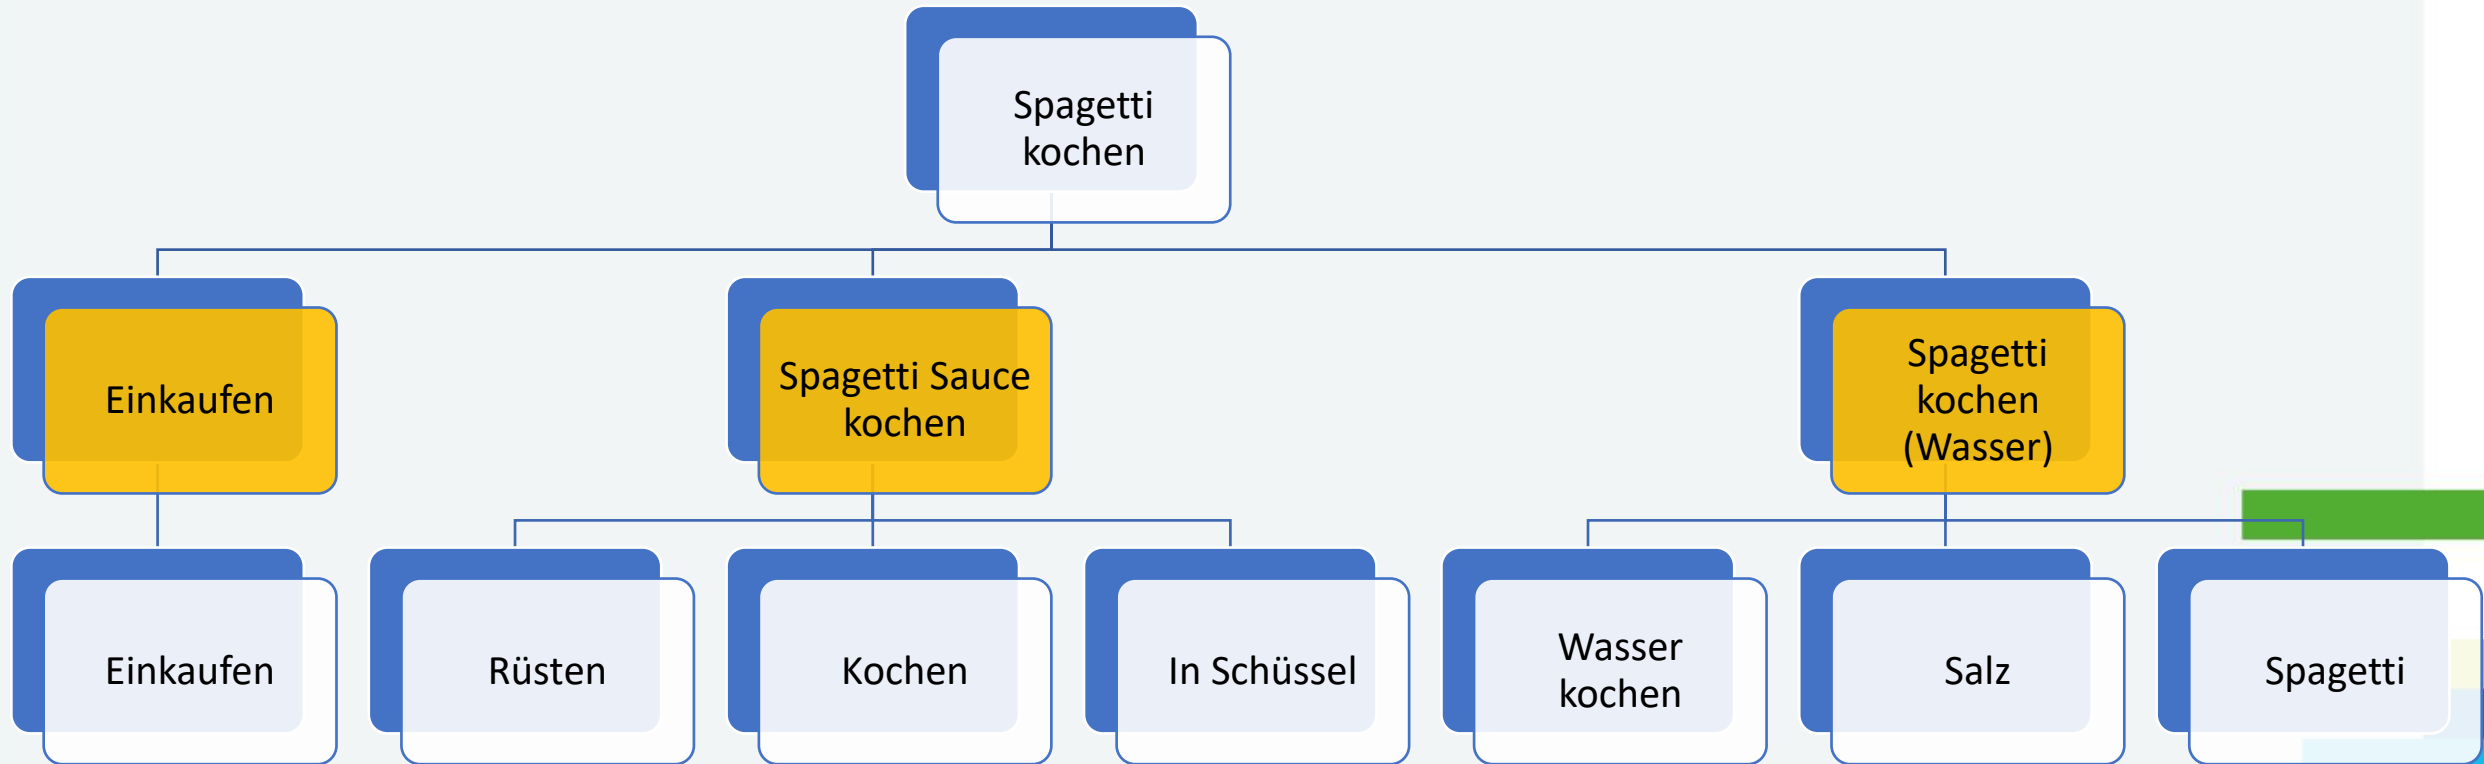 Spagetti
kochen
Einkaufen
Spagetti Sauce
kochen
Spagetti
kochen
(Wasser)
Einkaufen
Rüsten
Kochen
In Schüssel
Wasser
kochen
Salz
Spagetti